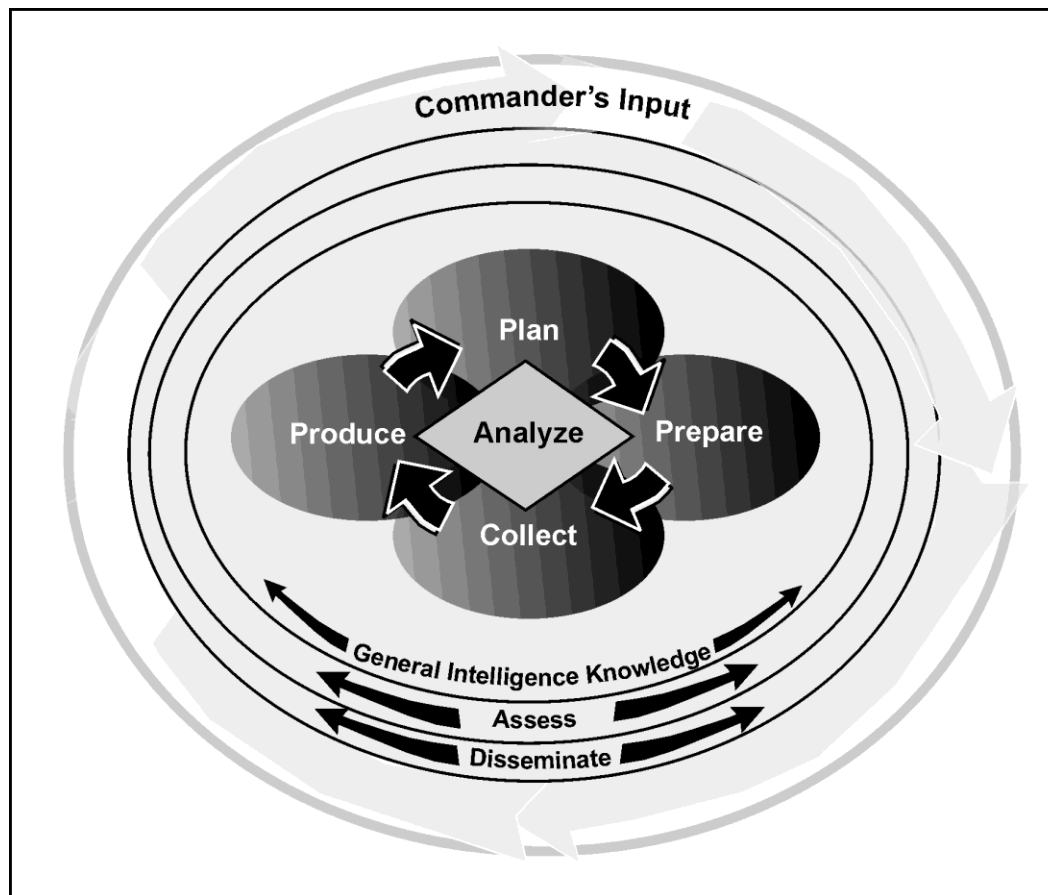 Commander's Input
Plan
Produce
Analyze
Prepare
Collect
General Intelligence Knowledge
Assess
Disseminate